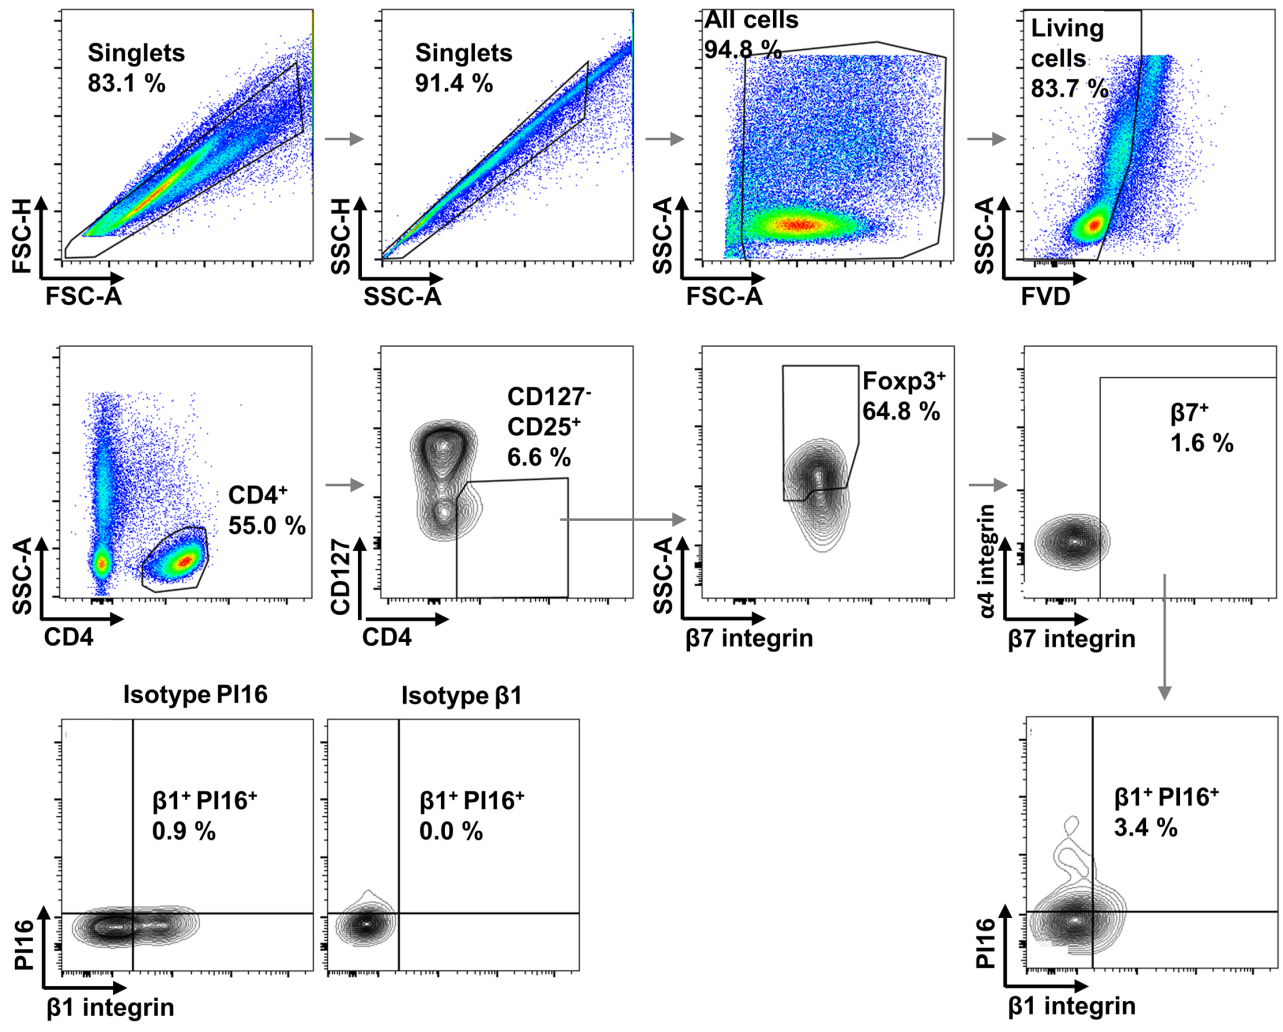 Singlets
83.1 %
FSC-H
FSC-A
Singlets
91.4 %
SSC-H
SSC-A
All cells
94.8 %
SSC-A
FSC-A
Living
cells
83.7 %
SSC-A
FVD
CD4⁺
55.0 %
SSC-A
CD4
CD127⁻
CD25⁺
6.6 %
CD127
CD4
Foxp3⁺
64.8 %
SSC-A
β7 integrin
β7⁺
1.6 %
α4 integrin
β7 integrin
Isotype PI16
β1⁺ PI16⁺
0.9 %
PI16
β1 integrin
Isotype β1
β1⁺ PI16⁺
0.0 %
β1⁺ PI16⁺
3.4 %
PI16
β1 integrin